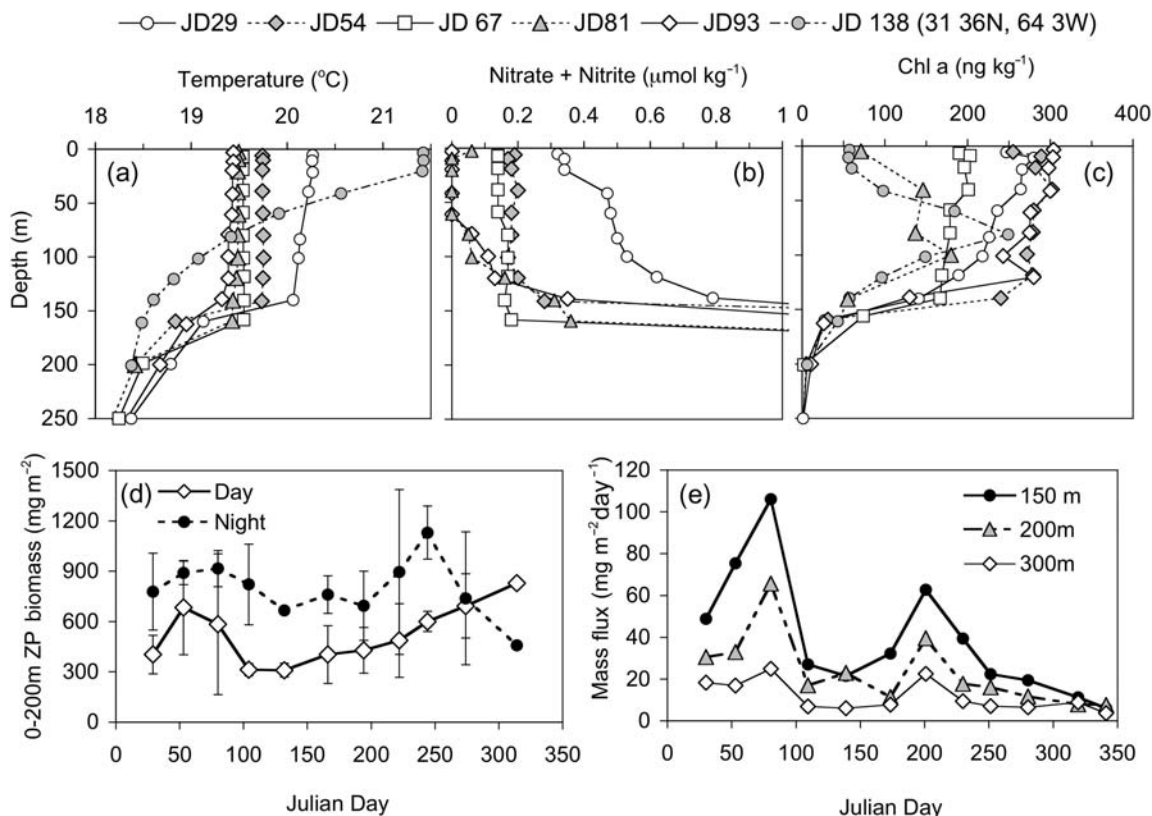 JD29 JD54 JD 67 JD81 JD93 JD 138 (31 36N, 64 3W)
Temperature (ºC) Nitrate + Nitrite (μmol kg⁻¹) Chl a (ng kg⁻¹)
18 19 20 21 0 0.2 0.4 0.6 0.8 1 0 100 200 300 400
0 (a) (b) (c)
50
100
150
200
250
Depth (m)
1500 (d) Day
1200 Night
900
600
300
0
0-200m ZP biomass (mg m⁻²)
0 50 100 150 200 250 300 350
Julian Day
120 (e) 150 m
100 200m
80 300m
60
40
20
0
Mass flux (mg m⁻² day⁻¹)
0 50 100 150 200 250 300 350
Julian Day